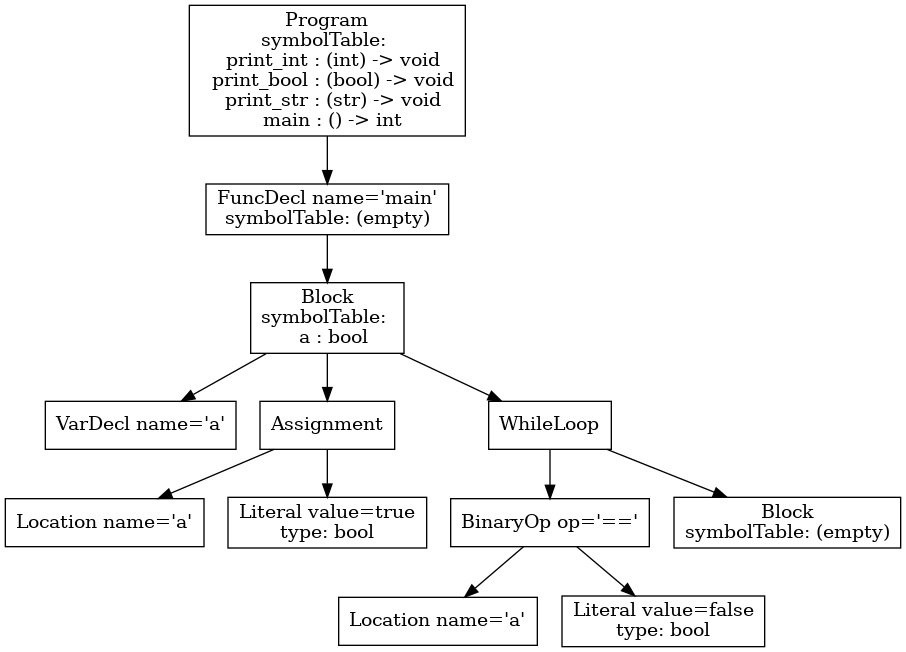 Program
symbolTable:
print_int : (int) -> void
print_bool : (bool) -> void
print_str : (str) -> void
main : () -> int
FuncDecl name='main'
symbolTable: (empty)
Block
symbolTable:
a : bool
VarDecl name='a'
Assignment
WhileLoop
Location name='a'
Literal value=true
type: bool
BinaryOp op='=='
Block
symbolTable: (empty)
Location name='a'
Literal value=false
type: bool